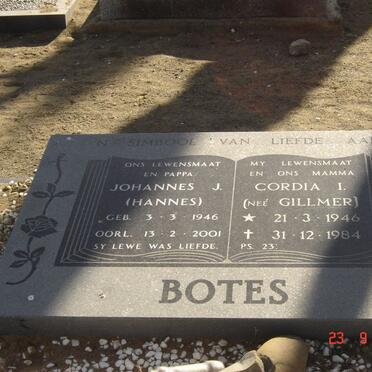 'N SIMBOOL VAN LIEFDE AAN
ONS LEWENSMAAT
EN PAPPA
JOHANNES J.
(HANNES)
GEB. 3-3-1946
OORL. 13-2-2001
SY LEWE WAS LIEFDE.
MY LEWENSMAAT
EN ONS MAMMA
CORDIA I.
(NEÉ GILLMER)
★ 21-3-1946
✝ 31-12-1984
PS. 23.
BOTES
23 9